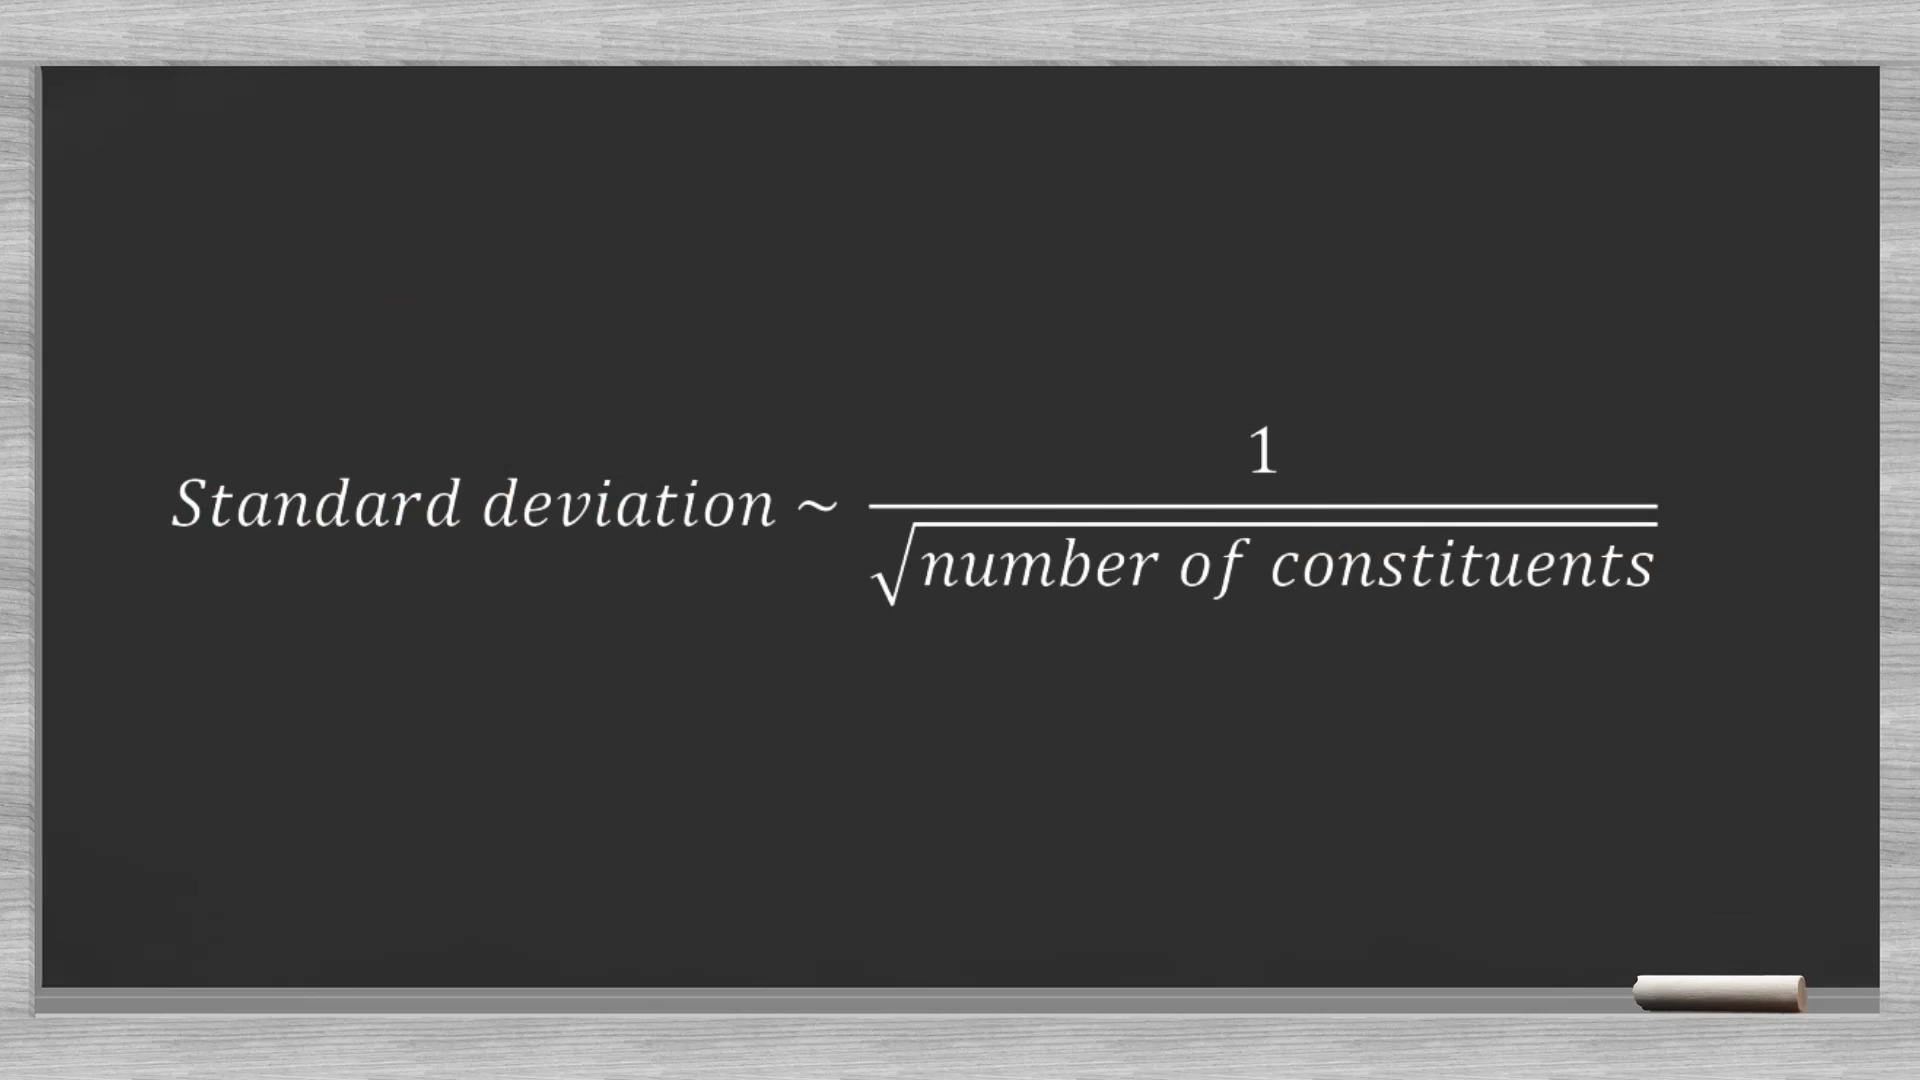 Standard deviation ~ 1
√number of constituents